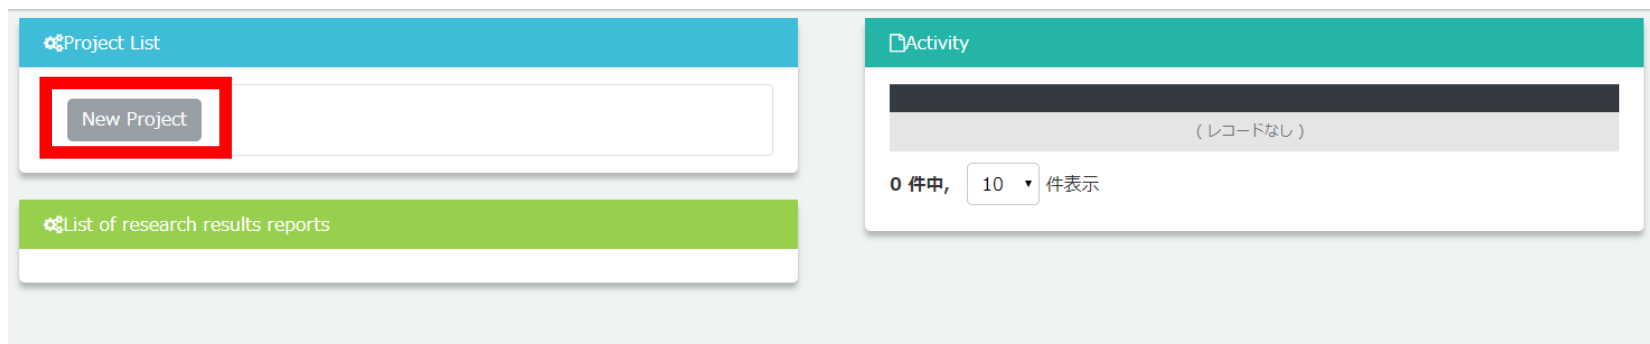 Project List
New Project
List of research results reports
Activity
( レコードなし )
0 件中, 10 件表示